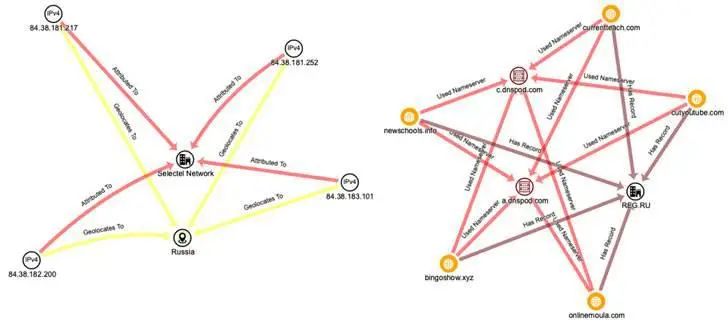 IPv4
84.38.181.217
IPv4
84.38.181.252
Attributed To
Geolocates To
Attributed To
Geolocates To
Selectel Network
Attributed To
Attributed To
IPv4
84.38.183.101
Geolocates To
Geolocates To
Russia
IPv4
84.38.182.200
currentteach.com
Used Nameserver
Used Nameserver
Has Record
c.dnspod.com
Used Nameserver
Used Nameserver
cutyoutube.com
newschools.info
Used Nameserver
Has Record
Used Nameserver
Has Record
Used Nameserver
Used Nameserver
a.dnspod.com
REG.RU
Used Nameserver
Has Record
Used Nameserver
Has Record
bingoshow.xyz
onlinemoula.com